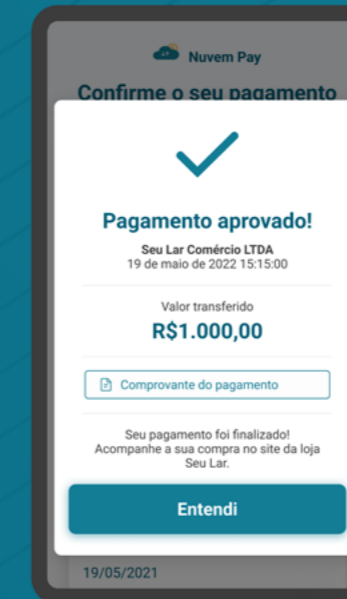 Nuvem Pay
Confirme o seu pagamento
Pagamento aprovado!
Seu Lar Comércio LTDA
19 de maio de 2022 15:15:00
Valor transferido
R$1.000,00
Comprovante do pagamento
Seu pagamento foi finalizado!
Acompanhe a sua compra no site da loja
Seu Lar.
Entendi
19/05/2021